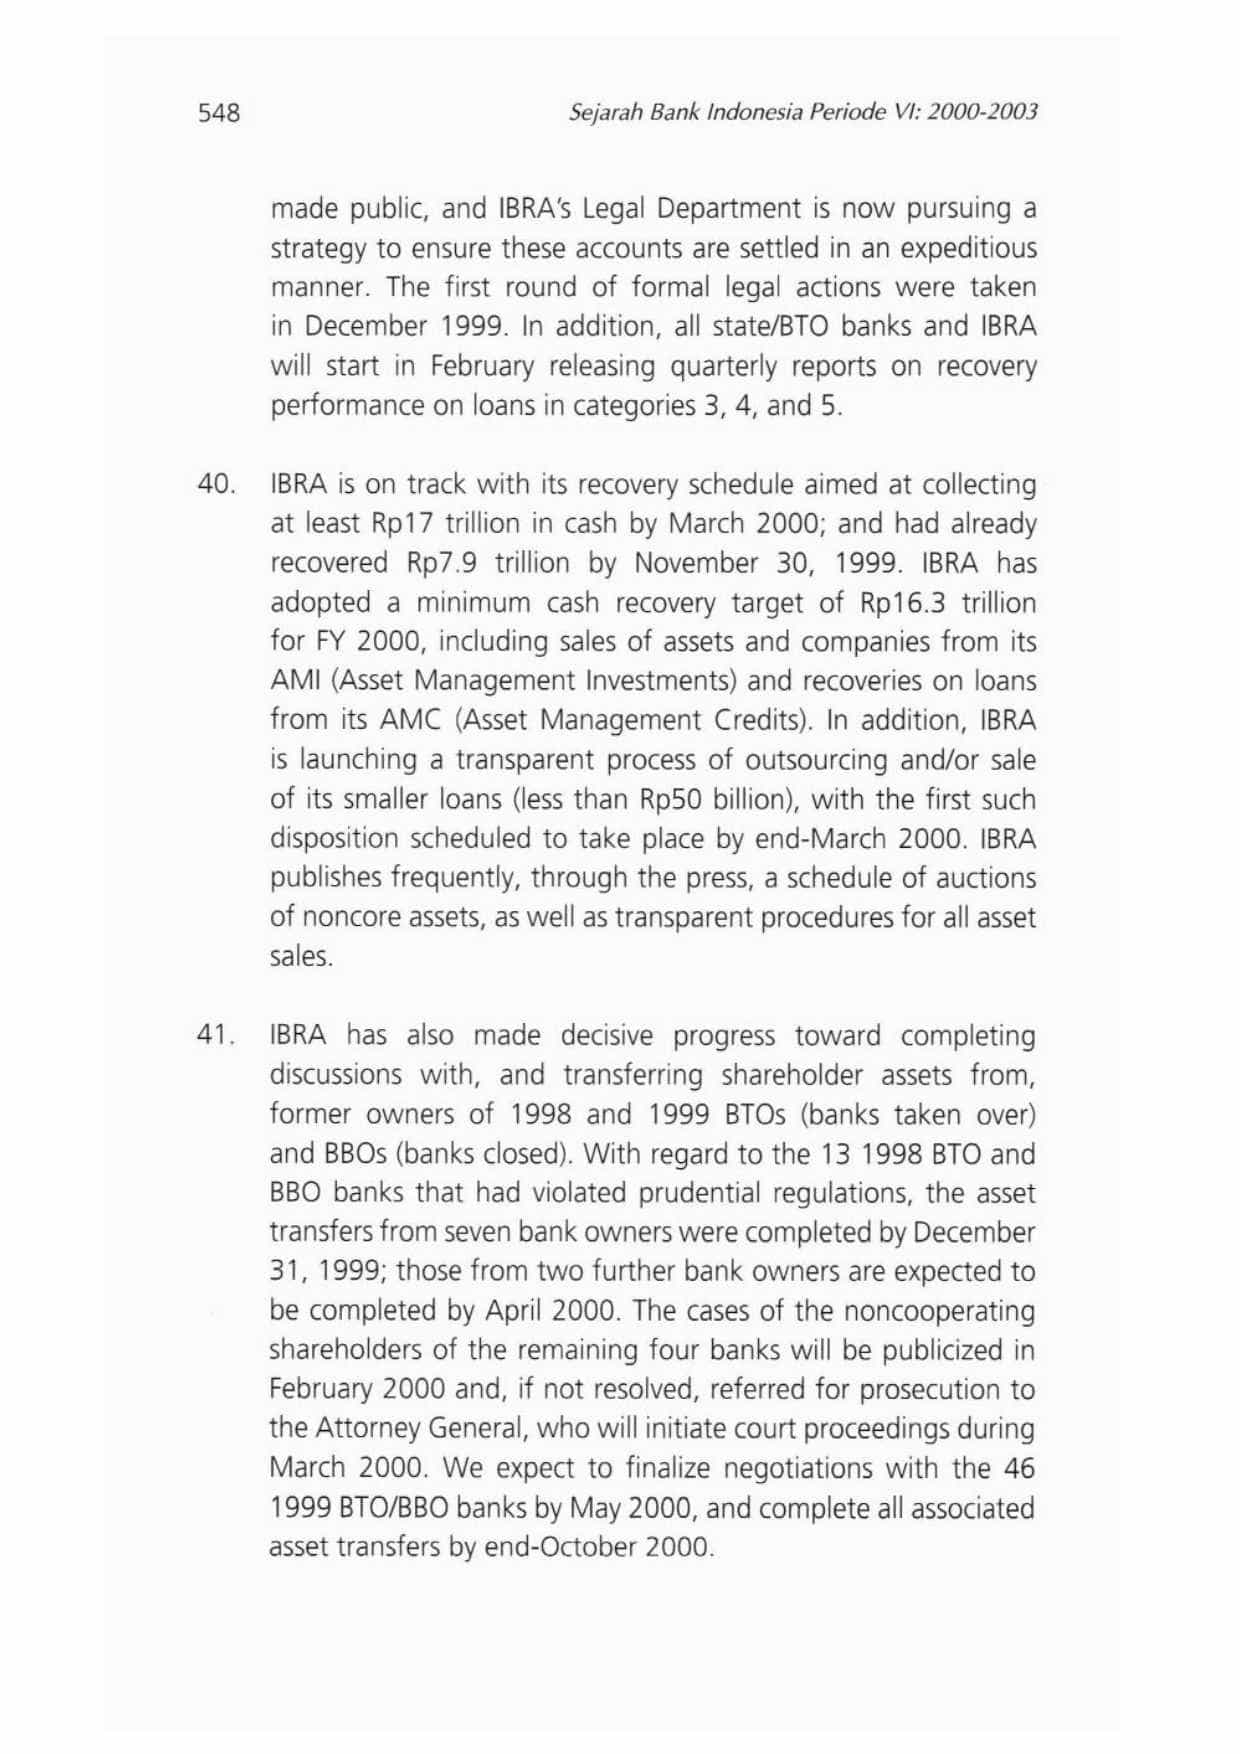 548
Sejarah Bank Indonesia Periode VI: 2000-2003
made public, and IBRA's Legal Department is now pursuing a
strategy to ensure these accounts are settled in an expeditious
manner. The first round of formal legal actions were taken
in December 1999. In addition, all state/BTO banks and IBRA
will start in February releasing quarterly reports on recovery
performance on loans in categories 3, 4, and 5.
40. IBRA is on track with its recovery schedule aimed at collecting
at least Rp17 trillion in cash by March 2000; and had already
recovered Rp7.9 trillion by November 30, 1999. IBRA has
adopted a minimum cash recovery target of Rp16.3 trillion
for FY 2000, including sales of assets and companies from its
AMI (Asset Management Investments) and recoveries on loans
from its AMC (Asset Management Credits). In addition, IBRA
is launching a transparent process of outsourcing and/or sale
of its smaller loans (less than Rp50 billion), with the first such
disposition scheduled to take place by end-March 2000. IBRA
publishes frequently, through the press, a schedule of auctions
of noncore assets, as well as transparent procedures for all asset
sales.
41. IBRA has also made decisive progress toward completing
discussions with, and transferring shareholder assets from,
former owners of 1998 and 1999 BTOs (banks taken over)
and BBOs (banks closed). With regard to the 13 1998 BTO and
BBO banks that had violated prudential regulations, the asset
transfers from seven bank owners were completed by December
31, 1999; those from two further bank owners are expected to
be completed by April 2000. The cases of the noncooperating
shareholders of the remaining four banks will be publicized in
February 2000 and, if not resolved, referred for prosecution to
the Attorney General, who will initiate court proceedings during
March 2000. We expect to finalize negotiations with the 46
1999 BTO/BBO banks by May 2000, and complete all associated
asset transfers by end-October 2000.